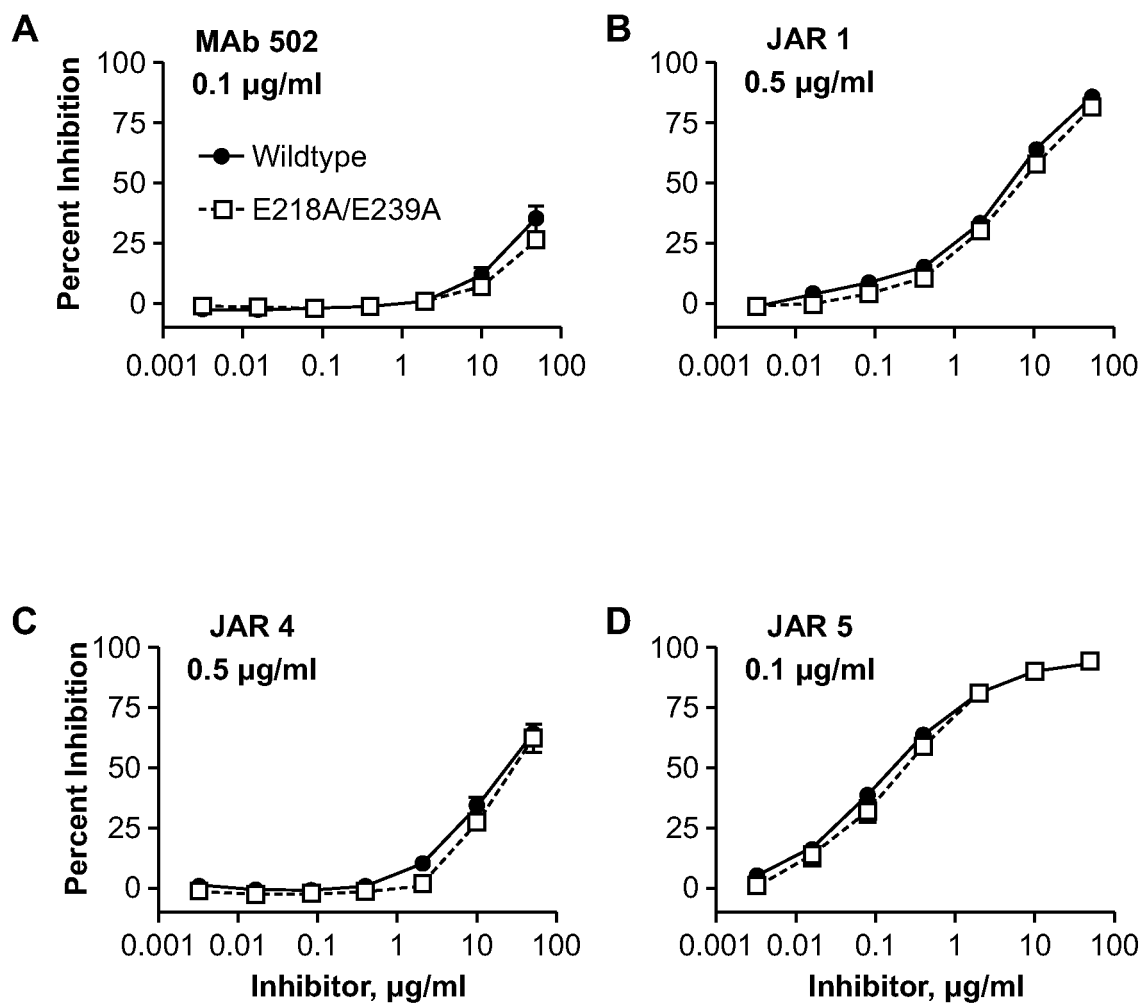 A
MAb 502
0.1 µg/ml
Percent Inhibition
100
75
50
25
0
Wildtype
E218A/E239A
0.001 0.01 0.1 1 10 100
B
JAR 1
0.5 µg/ml
100
75
50
25
0
0.001 0.01 0.1 1 10 100
C
JAR 4
0.5 µg/ml
Percent Inhibition
100
75
50
25
0
0.001 0.01 0.1 1 10 100
Inhibitor, µg/ml
D
JAR 5
0.1 µg/ml
100
75
50
25
0
0.001 0.01 0.1 1 10 100
Inhibitor, µg/ml